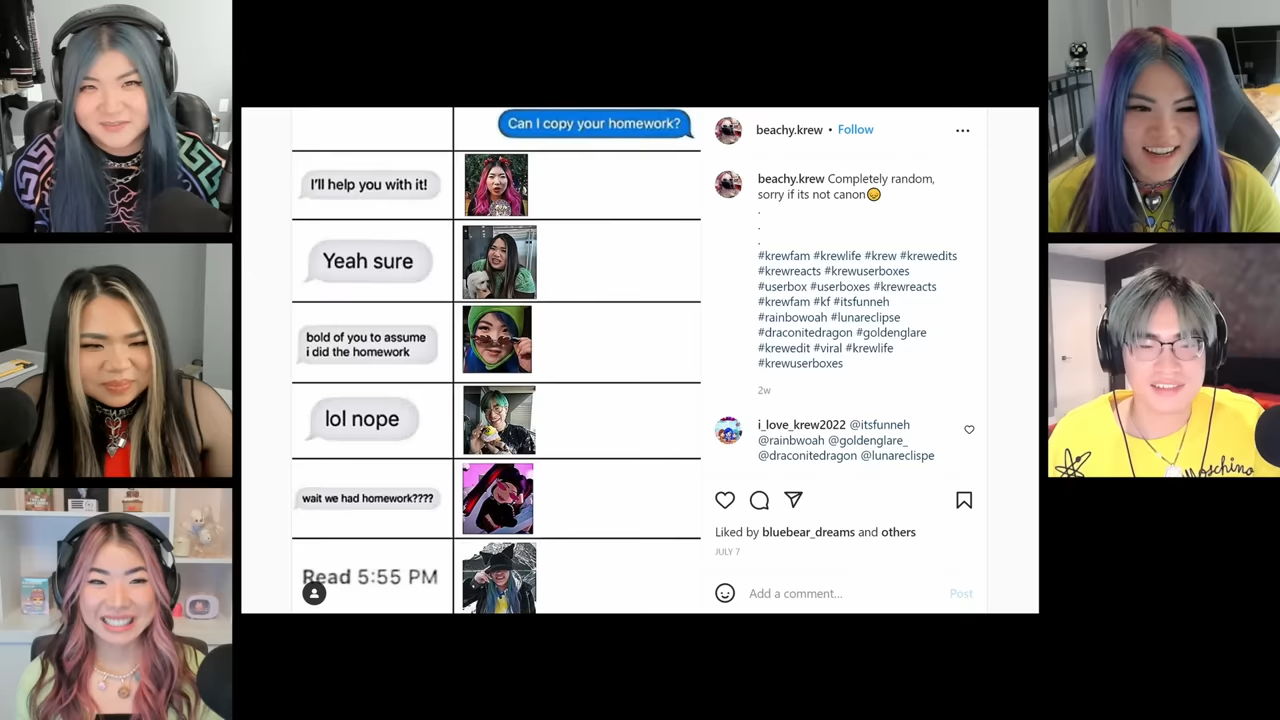 Can I copy your homework?
I'll help you with it!
Yeah sure
bold of you to assume
i did the homework
lol nope
wait we had homework????
Read 5:55 PM
beachy.krew • Follow
beachy.krew Completely random,
sorry if its not canon😞
.
.
.
#krewfam #krewlife #krew #krewedits
#krewreacts #krewuserboxes
#userbox #userboxes #krewreacts
#krewfam #kf #itsfunneh
#rainbowoah #lunareclipse
#draconitedragon #goldenglare
#krewedit #viral #krewlife
#krewuserboxes
2w
i_love_krew2022 @itsfunneh
@rainbwoah @goldenglare_
@draconitedragon @lunareclispe
Liked by bluebear_dreams and others
JULY 7
Add a comment...
Post
moschino